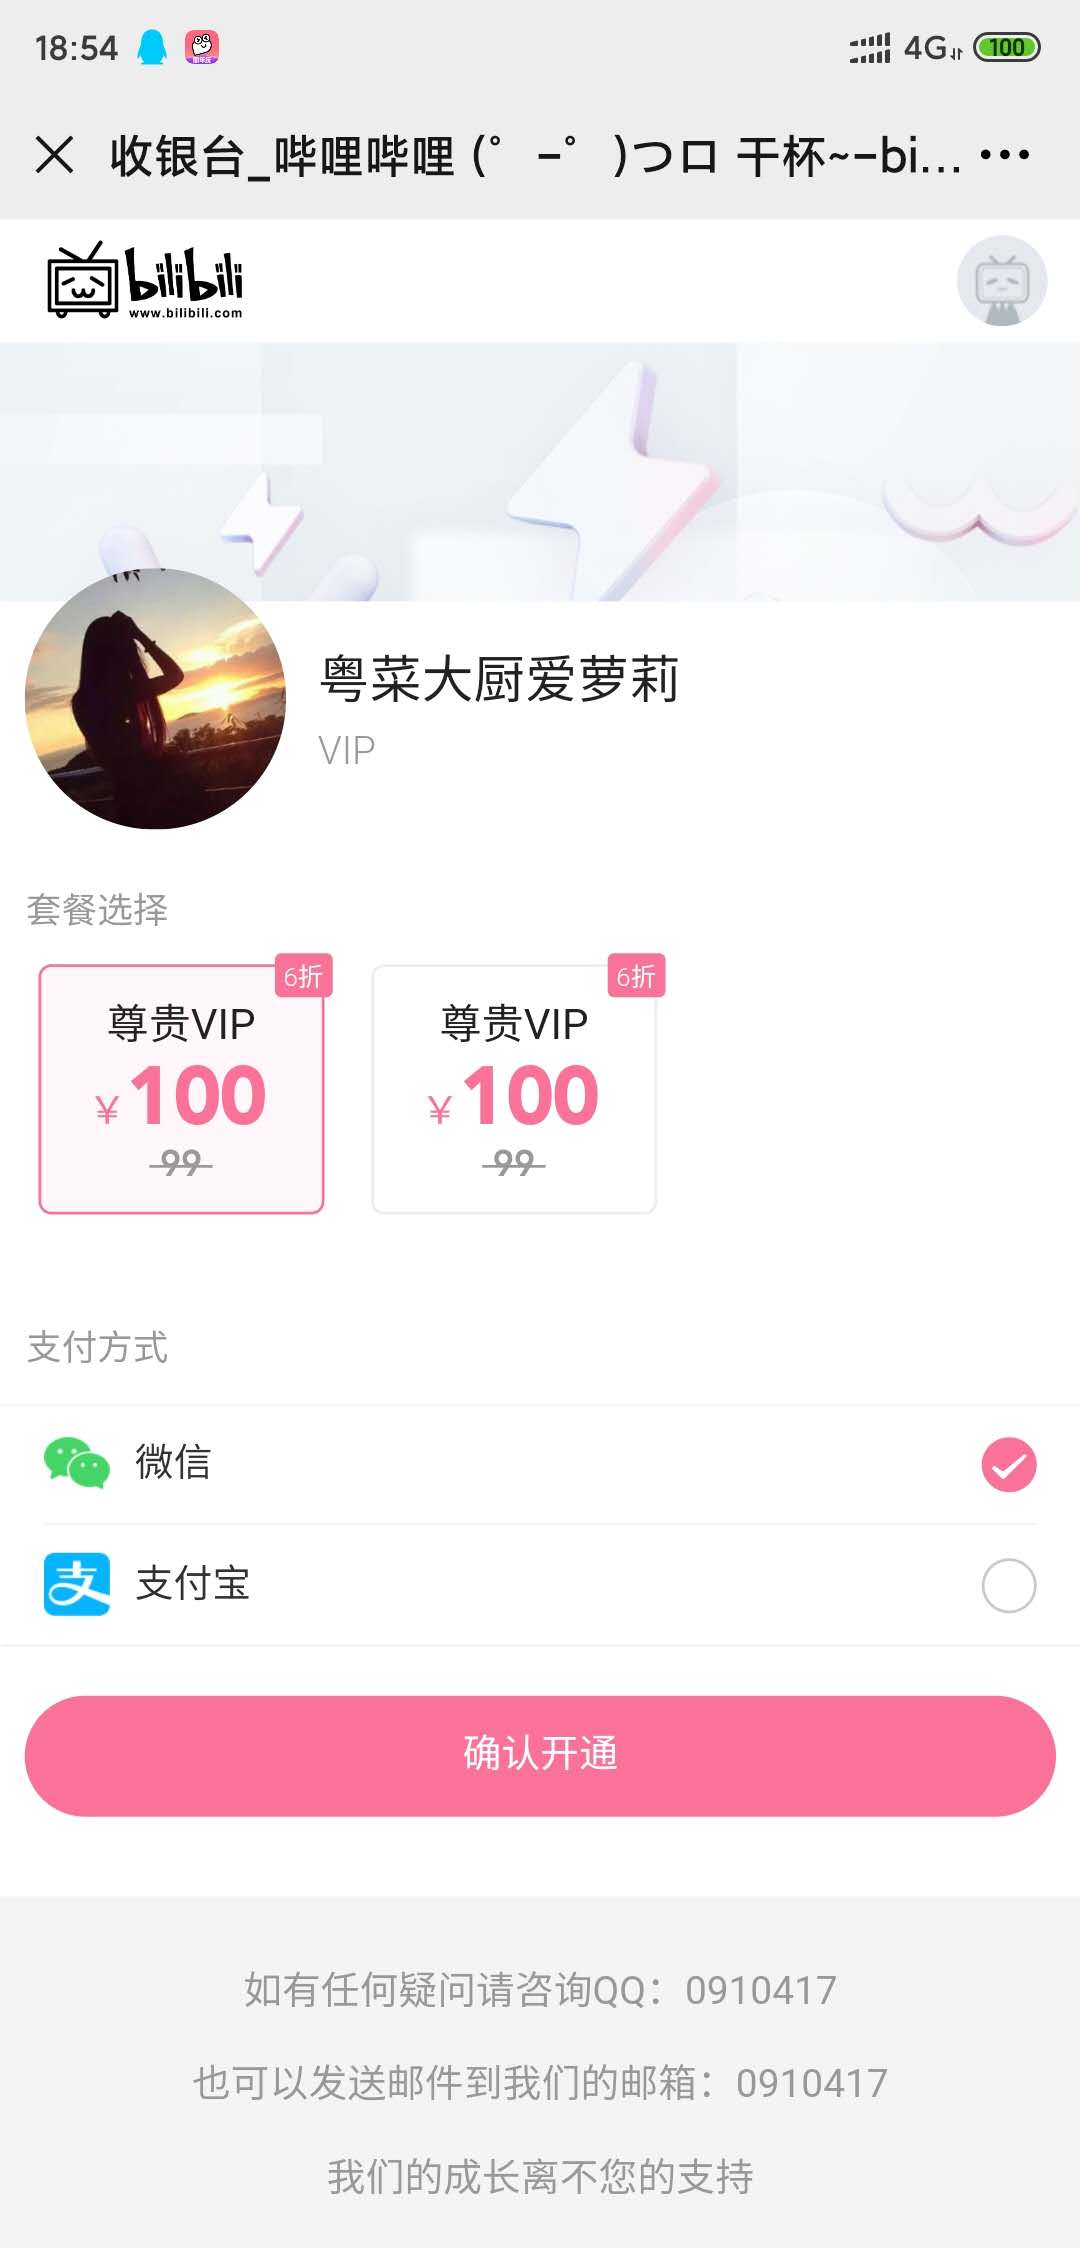 18:54
4G
100
收银台_哔哩哔哩 (゜-゜)つロ 干杯~-bi...
bilibili
www.bilibili.com
粤菜大厨爱萝莉
VIP
套餐选择
6折
尊贵VIP
¥100
99
6折
尊贵VIP
¥100
99
支付方式
微信
支付宝
确认开通
如有任何疑问请咨询QQ：0910417
也可以发送邮件到我们的邮箱：0910417
我们的成长离不您的支持